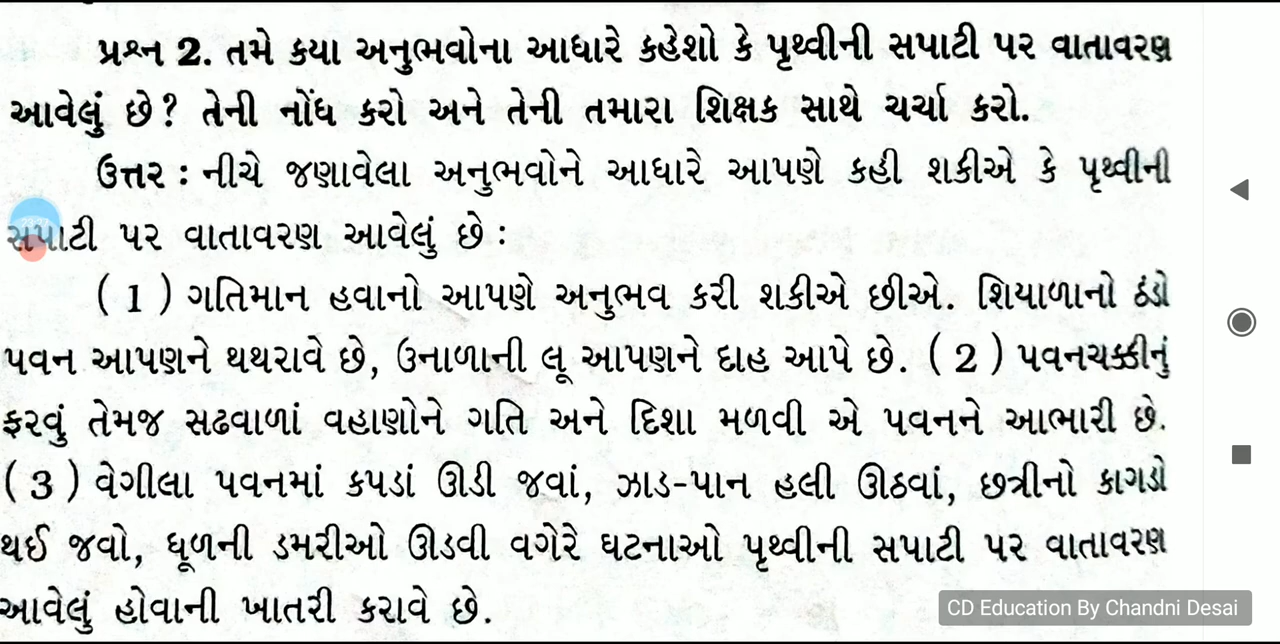 પ્રશ્ન 2. તમે કયા અનુભવોના આધારે કહેશો કે પૃથ્વીની સપાટી પર વાતાવરણ
આવેલું છે? તેની નોંધ કરો અને તેની તમારા શિક્ષક સાથે ચર્ચા કરો.
ઉત્તર : નીચે જણાવેલા અનુભવોને આધારે આપણે કહી શકીએ કે પૃથ્વીની
સપાટી પર વાતાવરણ આવેલું છે :
( 1 ) ગતિમાન હવાનો આપણે અનુભવ કરી શકીએ છીએ. શિયાળાનો ઠંડો
પવન આપણને થથરાવે છે, ઉનાળાની લૂ આપણને દાહ આપે છે. ( 2 ) પવનચક્કીનું
ફરવું તેમજ સઢવાળાં વહાણોને ગતિ અને દિશા મળવી એ પવનને આભારી છે.
( 3 ) વેગીલા પવનમાં કપડાં ઊડી જવાં, ઝાડ-પાન હલી ઊઠવાં, છત્રીનો કાગડો
થઈ જવો, ધૂળની ડમરીઓ ઊડવી વગેરે ઘટનાઓ પૃથ્વીની સપાટી પર વાતાવરણ
આવેલું હોવાની ખાતરી કરાવે છે.
CD Education By Chandni Desai